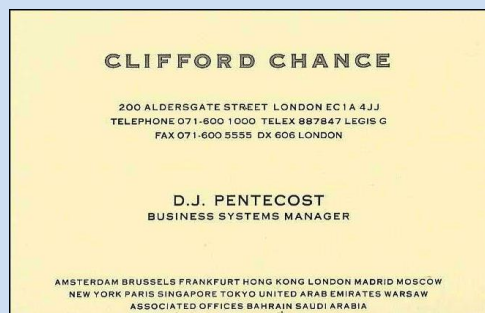 CLIFFORD CHANCE
200 ALDERSGATE STREET LONDON EC1A 4JJ
TELEPHONE 071-600 1000 TELEX 887847 LEGIS G
FAX 071-600 5555 DX 606 LONDON
D.J. PENTECOST
BUSINESS SYSTEMS MANAGER
AMSTERDAM BRUSSELS FRANKFURT HONG KONG LONDON MADRID MOSCOW
NEW YORK PARIS SINGAPORE TOKYO UNITED ARAB EMIRATES WARSAW
ASSOCIATED OFFICES BAHRAIN SAUDI ARABIA